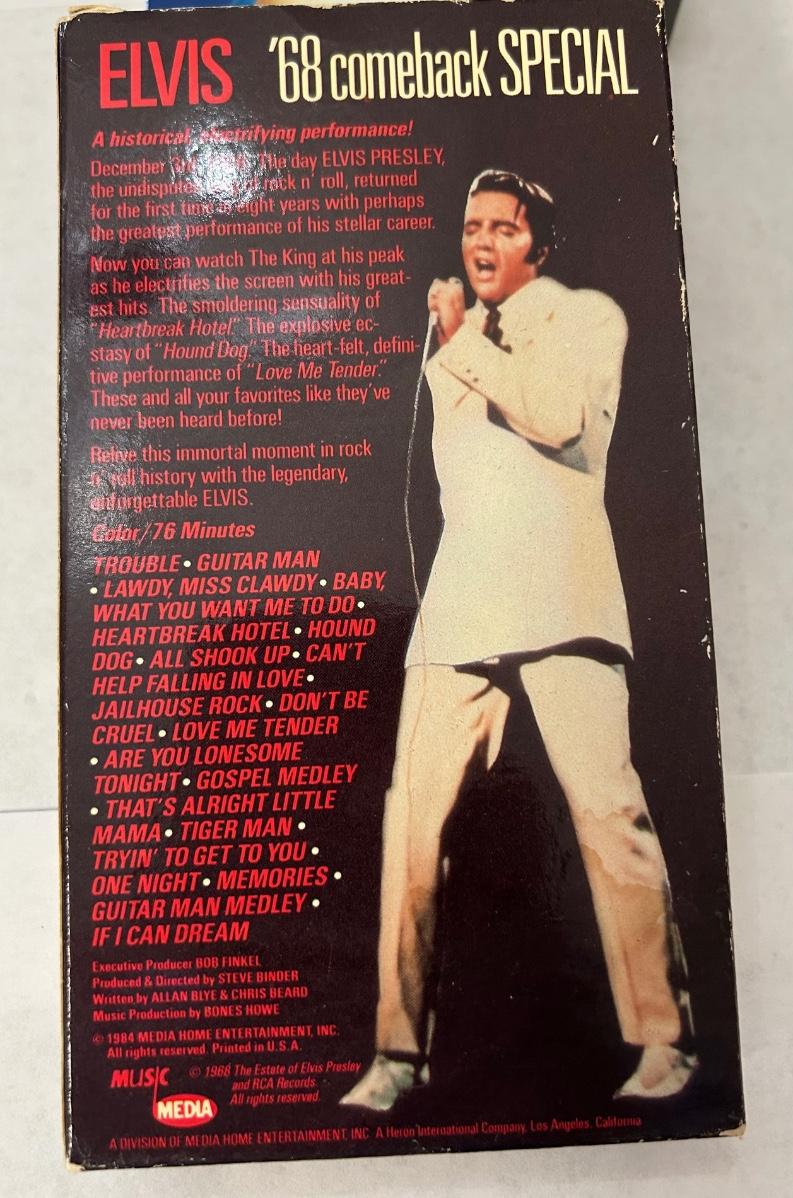 ELVIS '68 comeback SPECIAL
A historical, electrifying performance!
December The day ELVIS PRESLEY,
the undisputed of rock n' roll, returned
for the first time in eight years with perhaps
the greatest performance of his stellar career.
Now you can watch The King at his peak
as he electrifies the screen with his great-
est hits. The smoldering sensuality of
"Heartbreak Hotel." The explosive ec-
stasy of "Hound Dog." The heart-felt, defini-
tive performance of "Love Me Tender."
These and all your favorites like they've
never been heard before!
Relive this immortal moment in rock
n' roll history with the legendary,
unforgettable ELVIS.
Color/76 Minutes
TROUBLE • GUITAR MAN
• LAWDY, MISS CLAWDY • BABY,
WHAT YOU WANT ME TO DO •
HEARTBREAK HOTEL • HOUND
DOG • ALL SHOOK UP • CAN'T
HELP FALLING IN LOVE •
JAILHOUSE ROCK • DON'T BE
CRUEL • LOVE ME TENDER
• ARE YOU LONESOME
TONIGHT • GOSPEL MEDLEY
• THAT'S ALRIGHT LITTLE
MAMA • TIGER MAN •
TRYIN' TO GET TO YOU •
ONE NIGHT • MEMORIES •
GUITAR MAN MEDLEY •
IF I CAN DREAM
Executive Producer BOB FINKEL
Produced & Directed by STEVE BINDER
Written by ALLAN BLYE & CHRIS BEARD
Music Production by BONES HOWE
© 1984 MEDIA HOME ENTERTAINMENT, INC.
All rights reserved. Printed in U.S.A.
MUSIC
MEDIA
© 1968 The Estate of Elvis Presley
and RCA Records.
All rights reserved.
A DIVISION OF MEDIA HOME ENTERTAINMENT, INC. A Heron International Company, Los Angeles, California